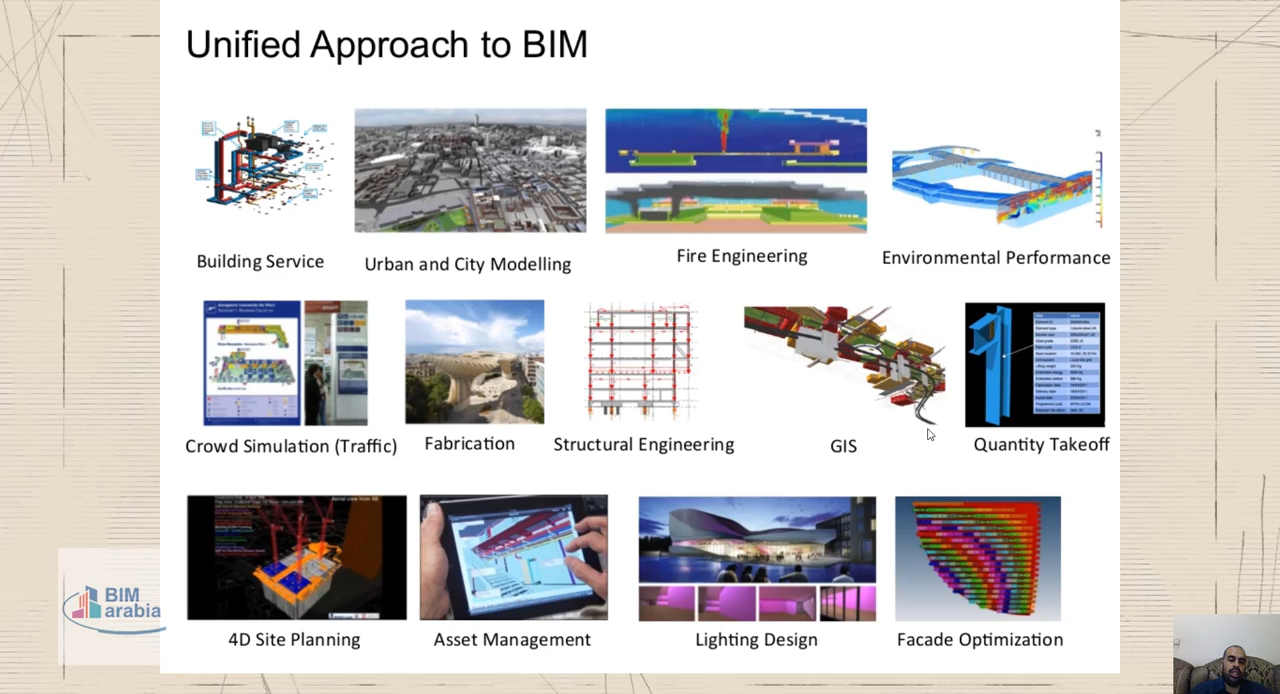 Unified Approach to BIM
Building Service
Urban and City Modelling
Fire Engineering
Environmental Performance
Crowd Simulation (Traffic)
Fabrication
Structural Engineering
GIS
Quantity Takeoff
4D Site Planning
Asset Management
Lighting Design
Facade Optimization
BIM
arabia